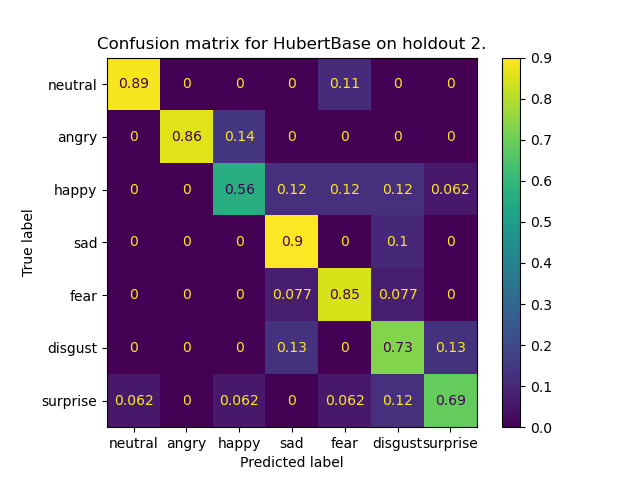 Confusion matrix for HubertBase on holdout 2.
neutral 0.89 0 0 0 0.11 0 0
angry 0 0.86 0.14 0 0 0 0
happy 0 0 0.56 0.12 0.12 0.12 0.062
sad 0 0 0 0.9 0 0.1 0
fear 0 0 0 0.077 0.85 0.077 0
disgust 0 0 0 0.13 0 0.73 0.13
surprise 0.062 0 0.062 0 0.062 0.12 0.69
neutral angry happy sad fear disgust surprise
Predicted label
True label
0.9
0.8
0.7
0.6
0.5
0.4
0.3
0.2
0.1
0.0